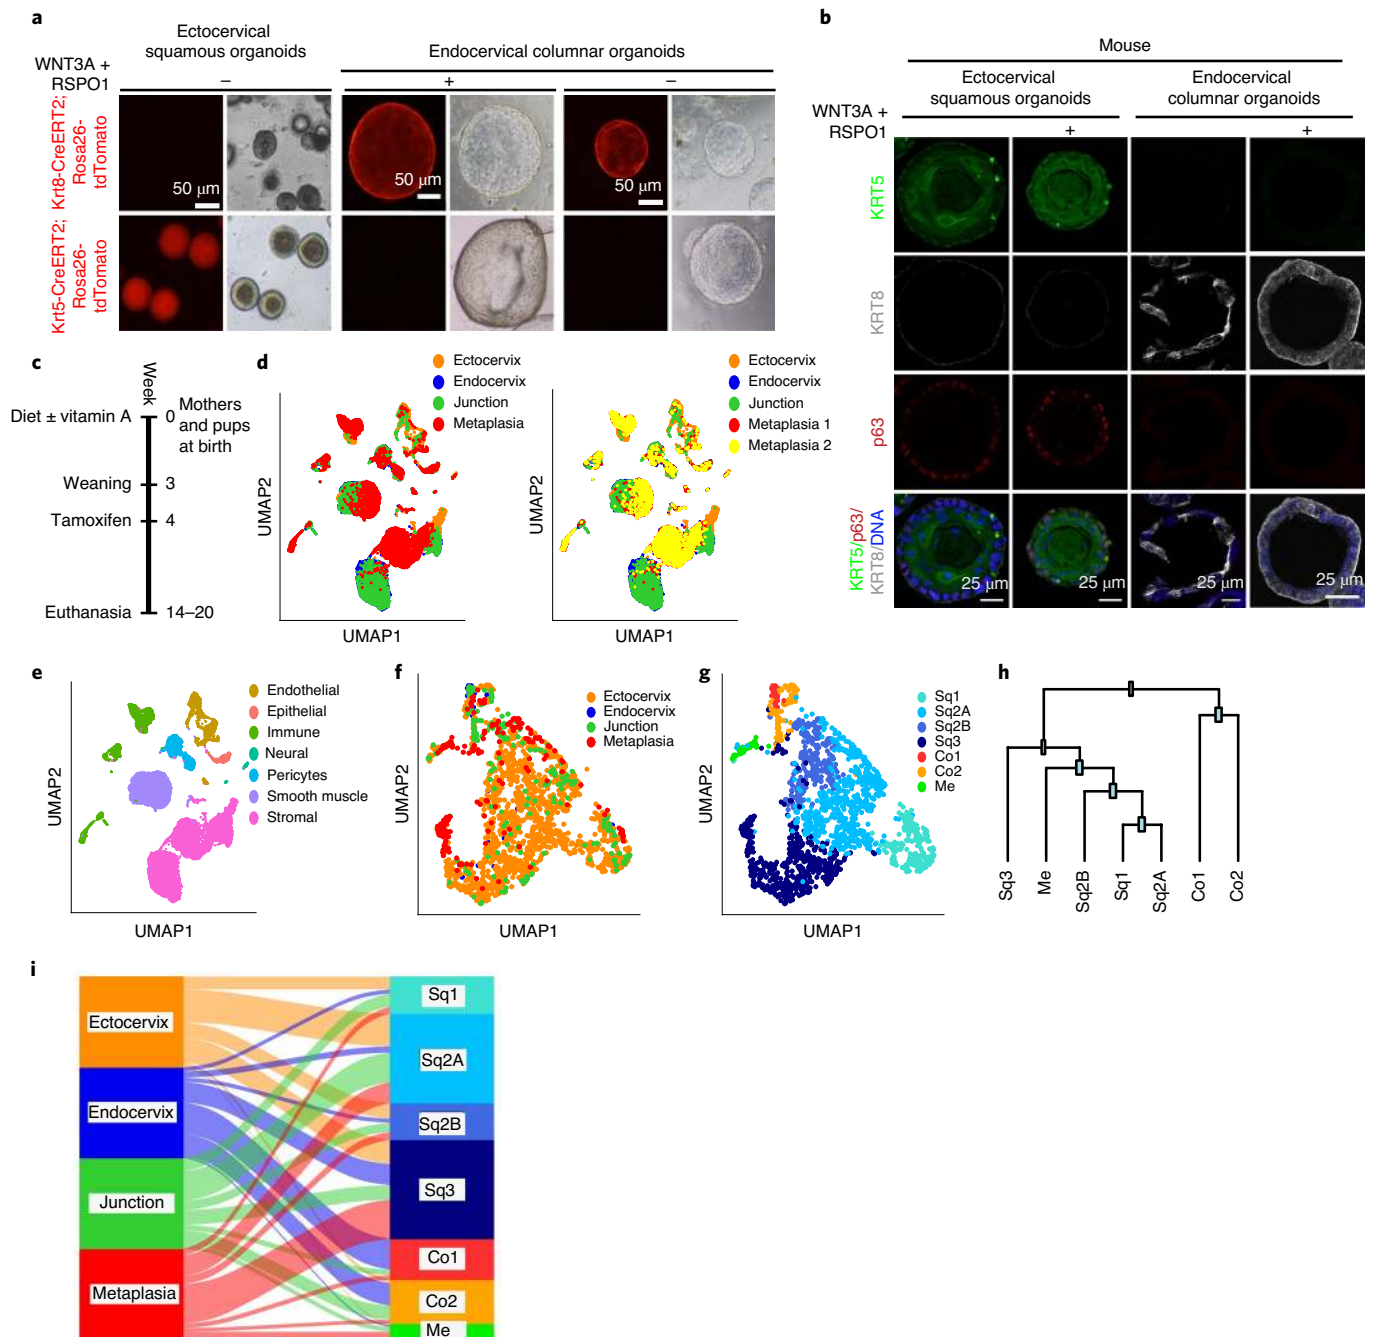 a
Ectocervical
squamous organoids
Endocervical columnar organoids
WNT3A +
RSPO1
–
+
–
Krt8-CreERT2;
Rosa26-
tdTomato
50 µm
50 µm
50 µm
Krt5-CreERT2;
Rosa26-
tdTomato
b
Mouse
Ectocervical
squamous organoids
Endocervical
columnar organoids
WNT3A +
RSPO1
+
+
KRT5
KRT8
p63
KRT5/p63/
KRT8/DNA
25 µm
25 µm
25 µm
25 µm
c
Week
Diet ± vitamin A
0
Mothers
and pups
at birth
Weaning
3
Tamoxifen
4
Euthanasia
14–20
d
Ectocervix
Endocervix
Junction
Metaplasia
UMAP2
UMAP1
Ectocervix
Endocervix
Junction
Metaplasia 1
Metaplasia 2
UMAP2
UMAP1
e
Endothelial
Epithelial
Immune
Neural
Pericytes
Smooth muscle
Stromal
UMAP2
UMAP1
f
Ectocervix
Endocervix
Junction
Metaplasia
UMAP2
UMAP1
g
Sq1
Sq2A
Sq2B
Sq3
Co1
Co2
Me
UMAP2
UMAP1
h
Sq3
Me
Sq2B
Sq1
Sq2A
Co1
Co2
i
Ectocervix
Endocervix
Junction
Metaplasia
Sq1
Sq2A
Sq2B
Sq3
Co1
Co2
Me